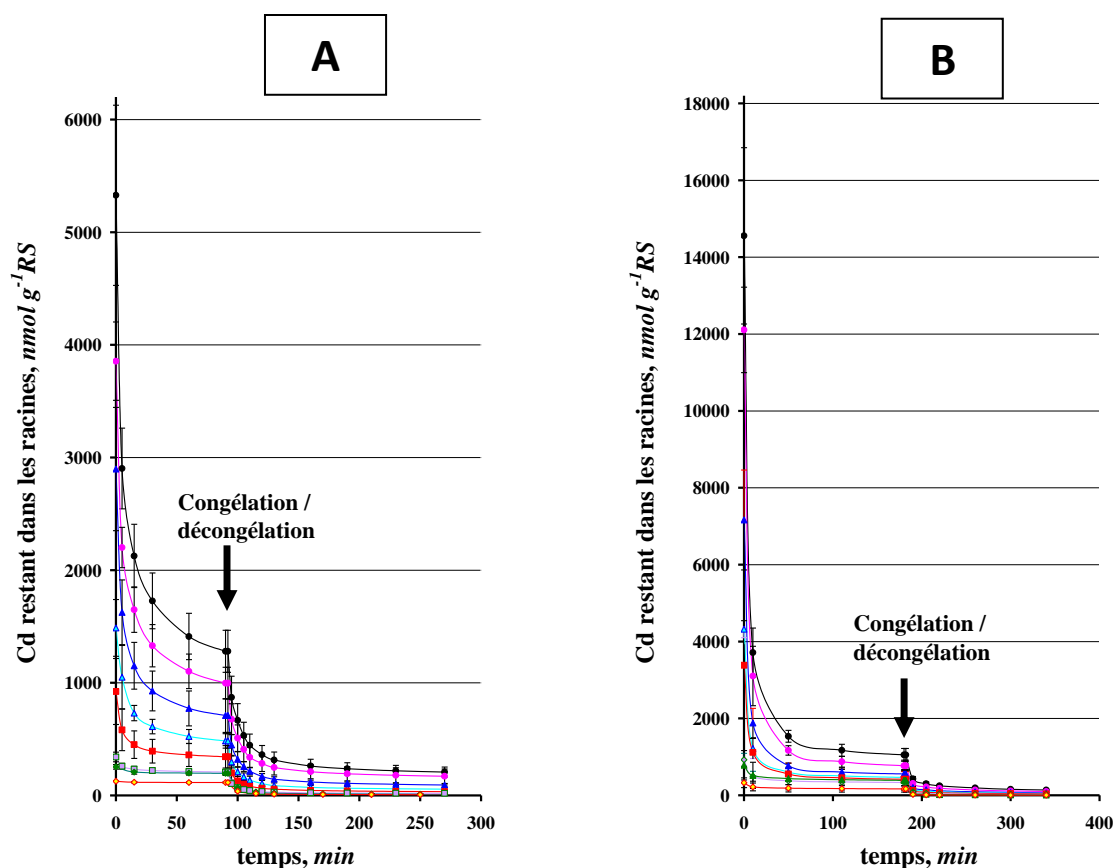 A
Cd restant dans les racines, nmol g⁻¹RS
6000
5000
4000
3000
2000
1000
0
Congélation /
décongélation
0 50 100 150 200 250 300
temps, min
B
Cd restant dans les racines, nmol g⁻¹RS
18000
16000
14000
12000
10000
8000
6000
4000
2000
0
Congélation /
décongélation
0 100 200 300 400
temps, min